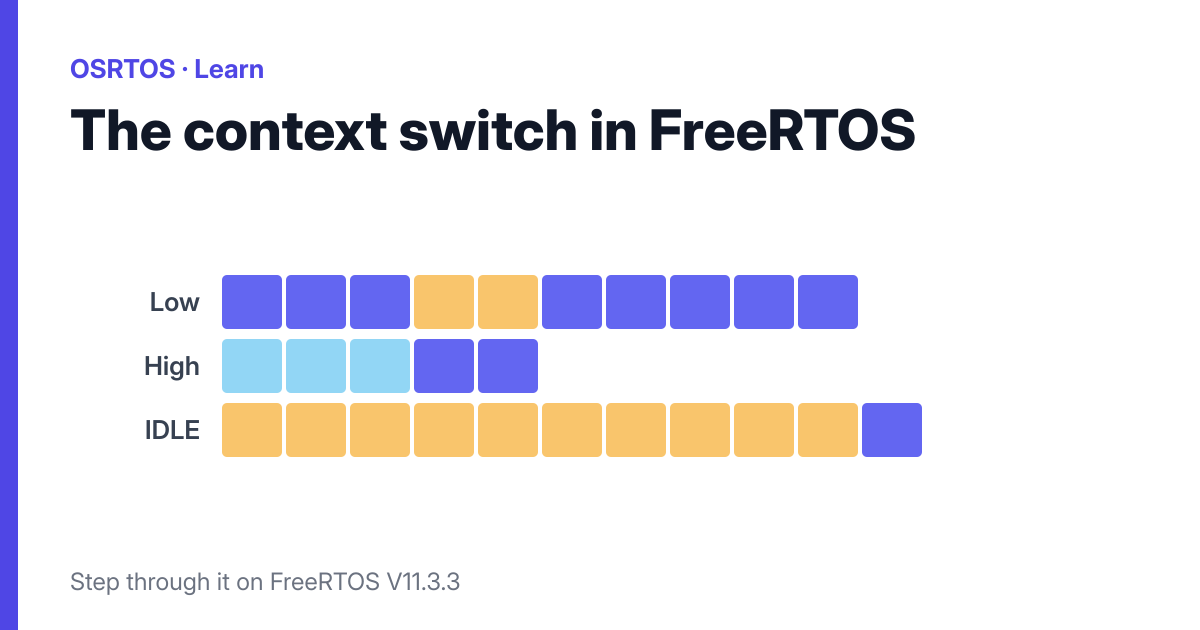 OSRTOS · Learn
The context switch in FreeRTOS
Low
High
IDLE
Step through it on FreeRTOS V11.3.3